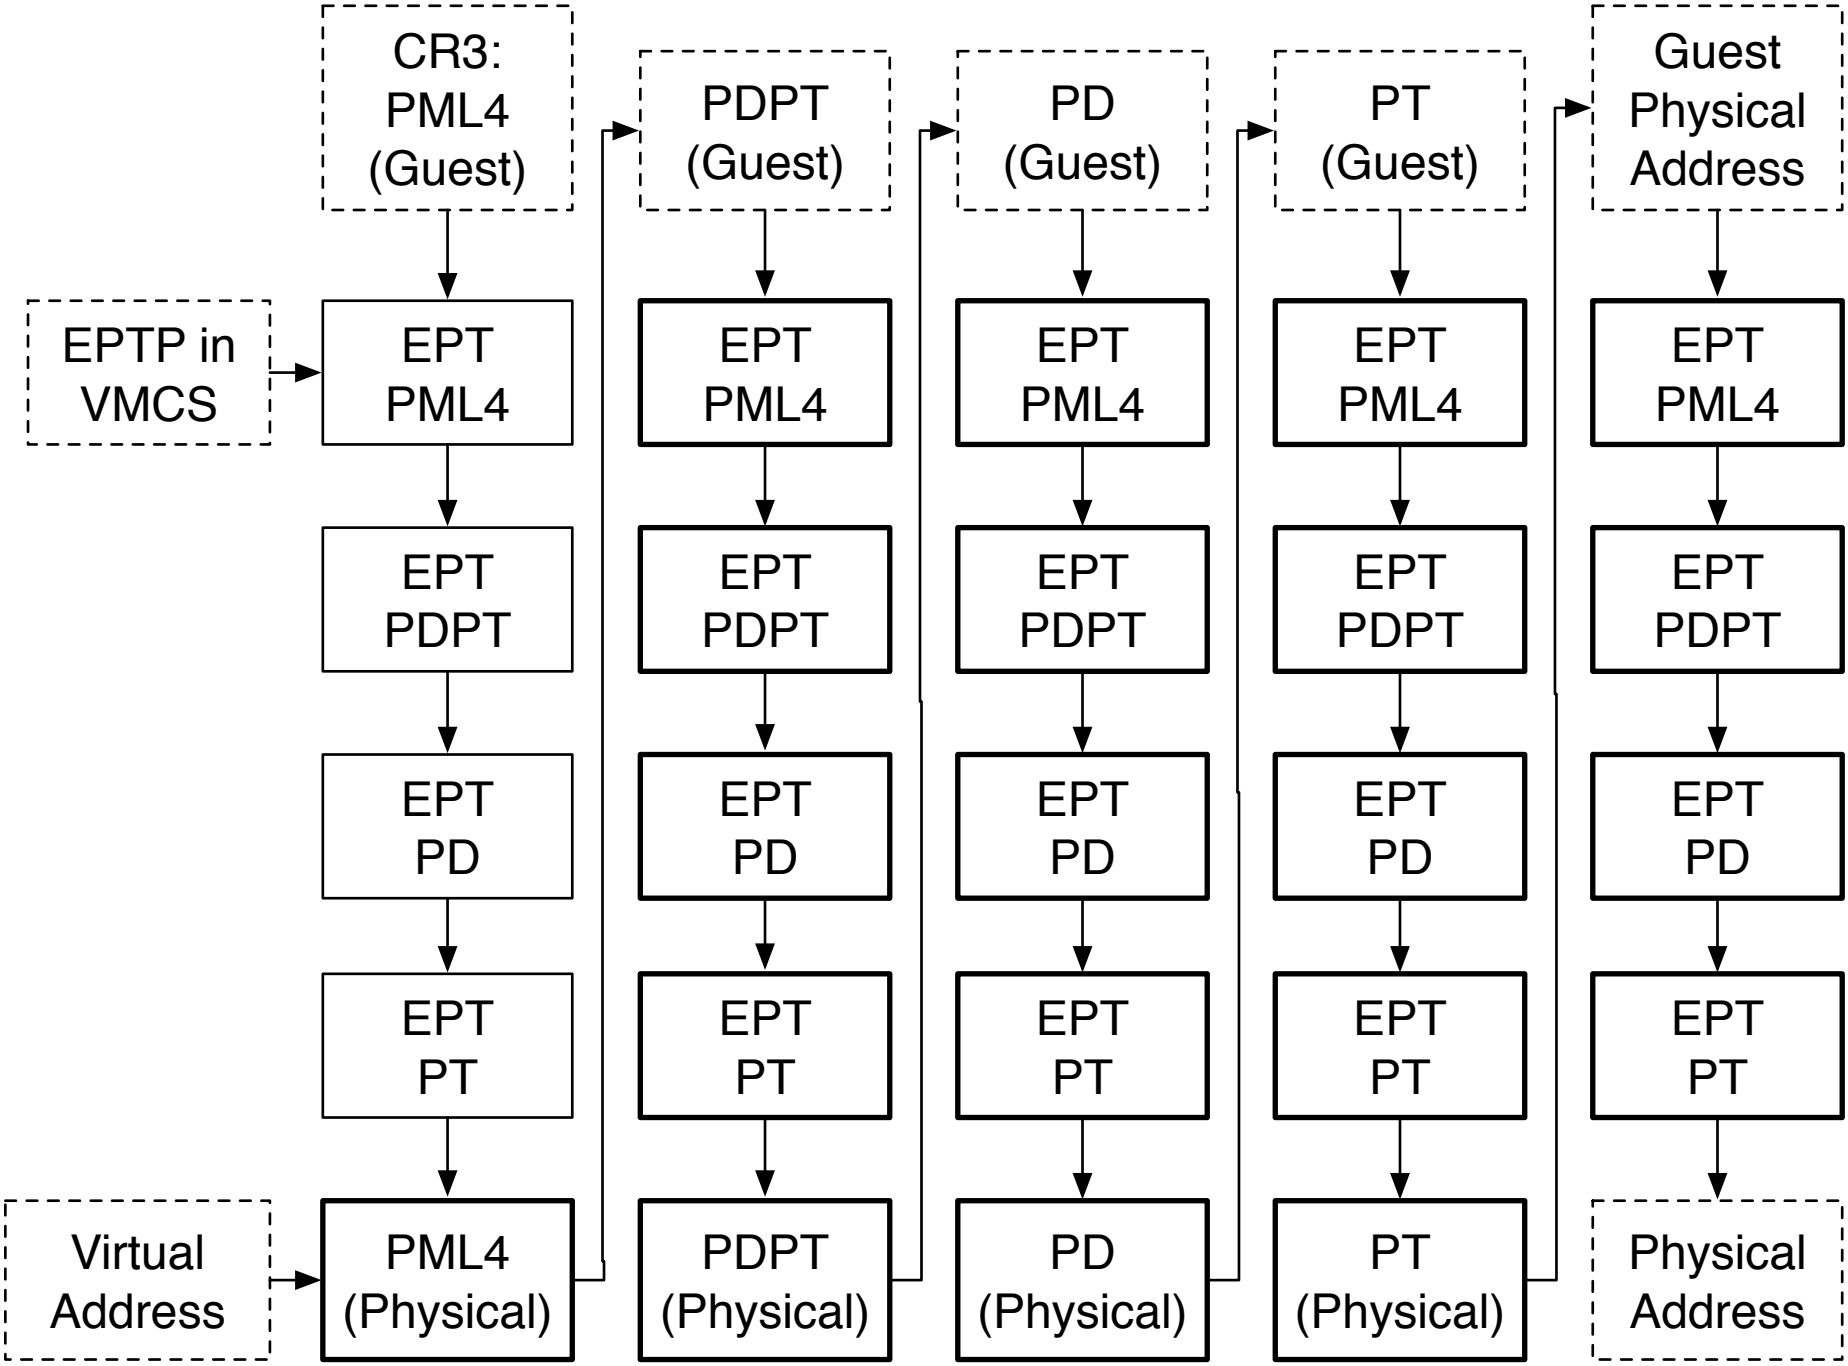 CR3:
PML4
(Guest)
PDPT
(Guest)
PD
(Guest)
PT
(Guest)
Guest
Physical
Address
EPTP in
VMCS
EPT
PML4
EPT
PML4
EPT
PML4
EPT
PML4
EPT
PML4
EPT
PDPT
EPT
PDPT
EPT
PDPT
EPT
PDPT
EPT
PDPT
EPT
PD
EPT
PD
EPT
PD
EPT
PD
EPT
PD
EPT
PT
EPT
PT
EPT
PT
EPT
PT
EPT
PT
Virtual
Address
PML4
(Physical)
PDPT
(Physical)
PD
(Physical)
PT
(Physical)
Physical
Address